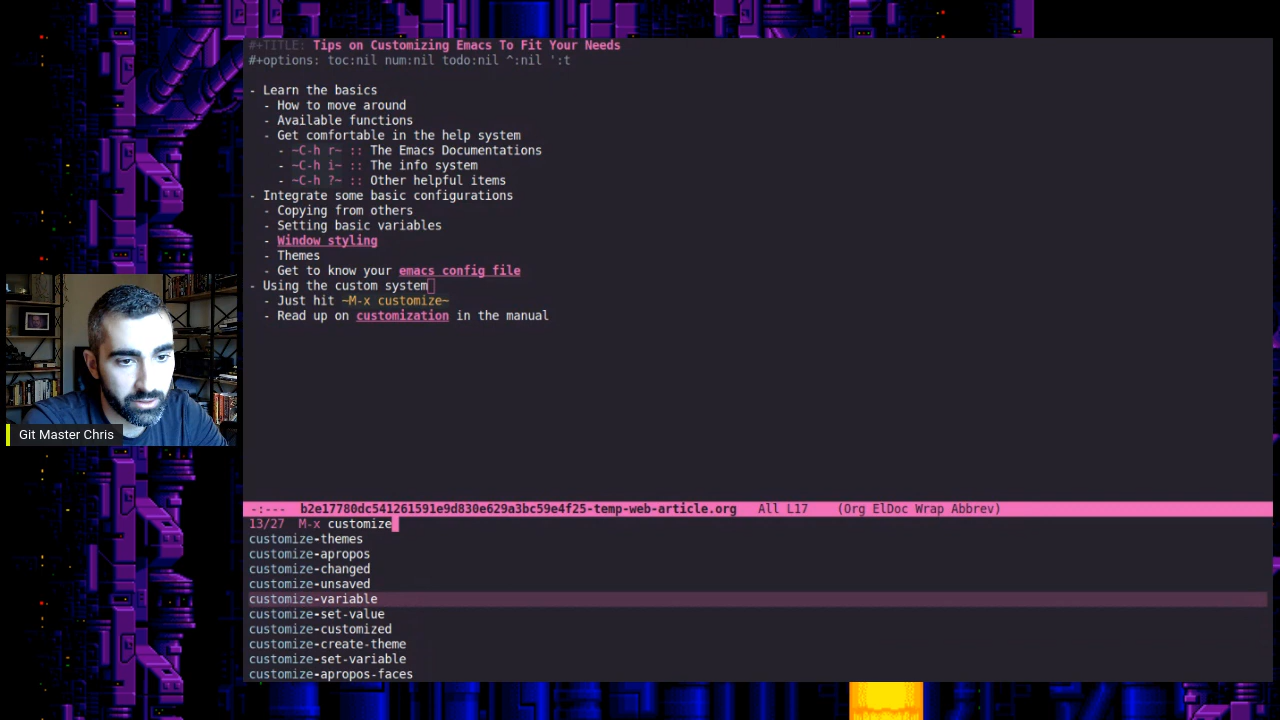 #+TITLE: Tips on Customizing Emacs To Fit Your Needs
#+options: toc:nil num:nil todo:nil ^:nil ':t
- Learn the basics
- How to move around
- Available functions
- Get comfortable in the help system
- ~C-h r~ :: The Emacs Documentations
- ~C-h i~ :: The info system
- ~C-h ?~ :: Other helpful items
- Integrate some basic configurations
- Copying from others
- Setting basic variables
- Window styling
- Themes
- Get to know your emacs config file
- Using the custom system
- Just hit ~M-x customize~
- Read up on customization in the manual
Git Master Chris
-:--- b2e17780dc541261591e9d830e629a3bc59e4f25-temp-web-article.org All L17 (Org ElDoc Wrap Abbrev)
13/27 M-x customize
customize-themes
customize-apropos
customize-changed
customize-unsaved
customize-variable
customize-set-value
customize-customized
customize-create-theme
customize-set-variable
customize-apropos-faces